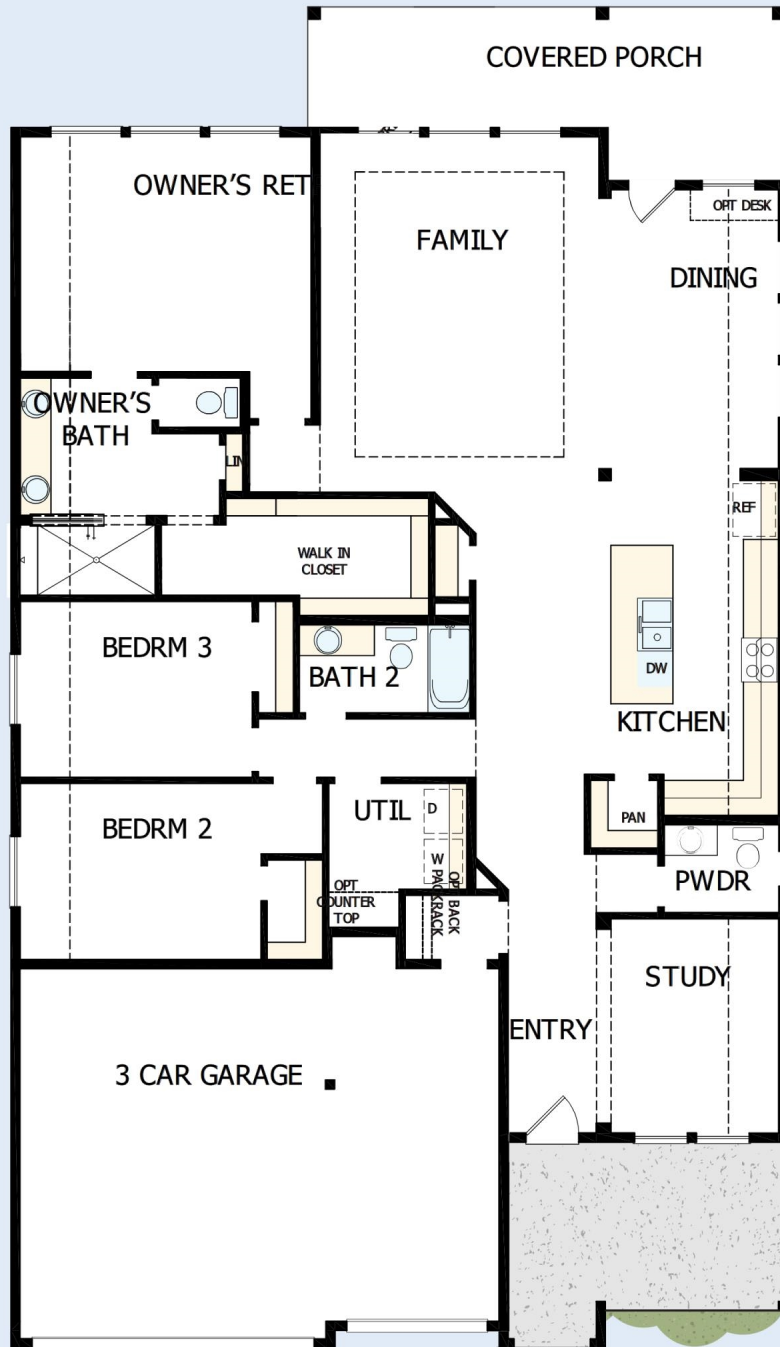 COVERED PORCH
OWNER'S RET
OPT DESK
FAMILY
DINING
OWNER'S
BATH
LIN
REF
WALK IN
CLOSET
BEDRM 3
BATH 2
DW
KITCHEN
UTIL
D
PAN
BEDRM 2
W
PWDR
OPT
COUNTER
TOP
OPT BACK
PACKRACK
STUDY
ENTRY
3 CAR GARAGE